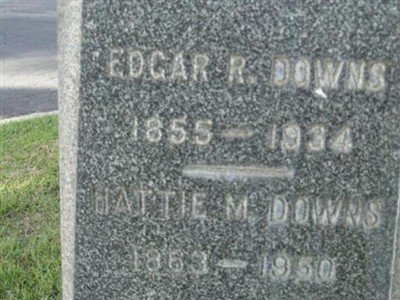 EDGAR R. DOWNS
1855 – 1934
HATTIE M. DOWNS
1863 – 1950